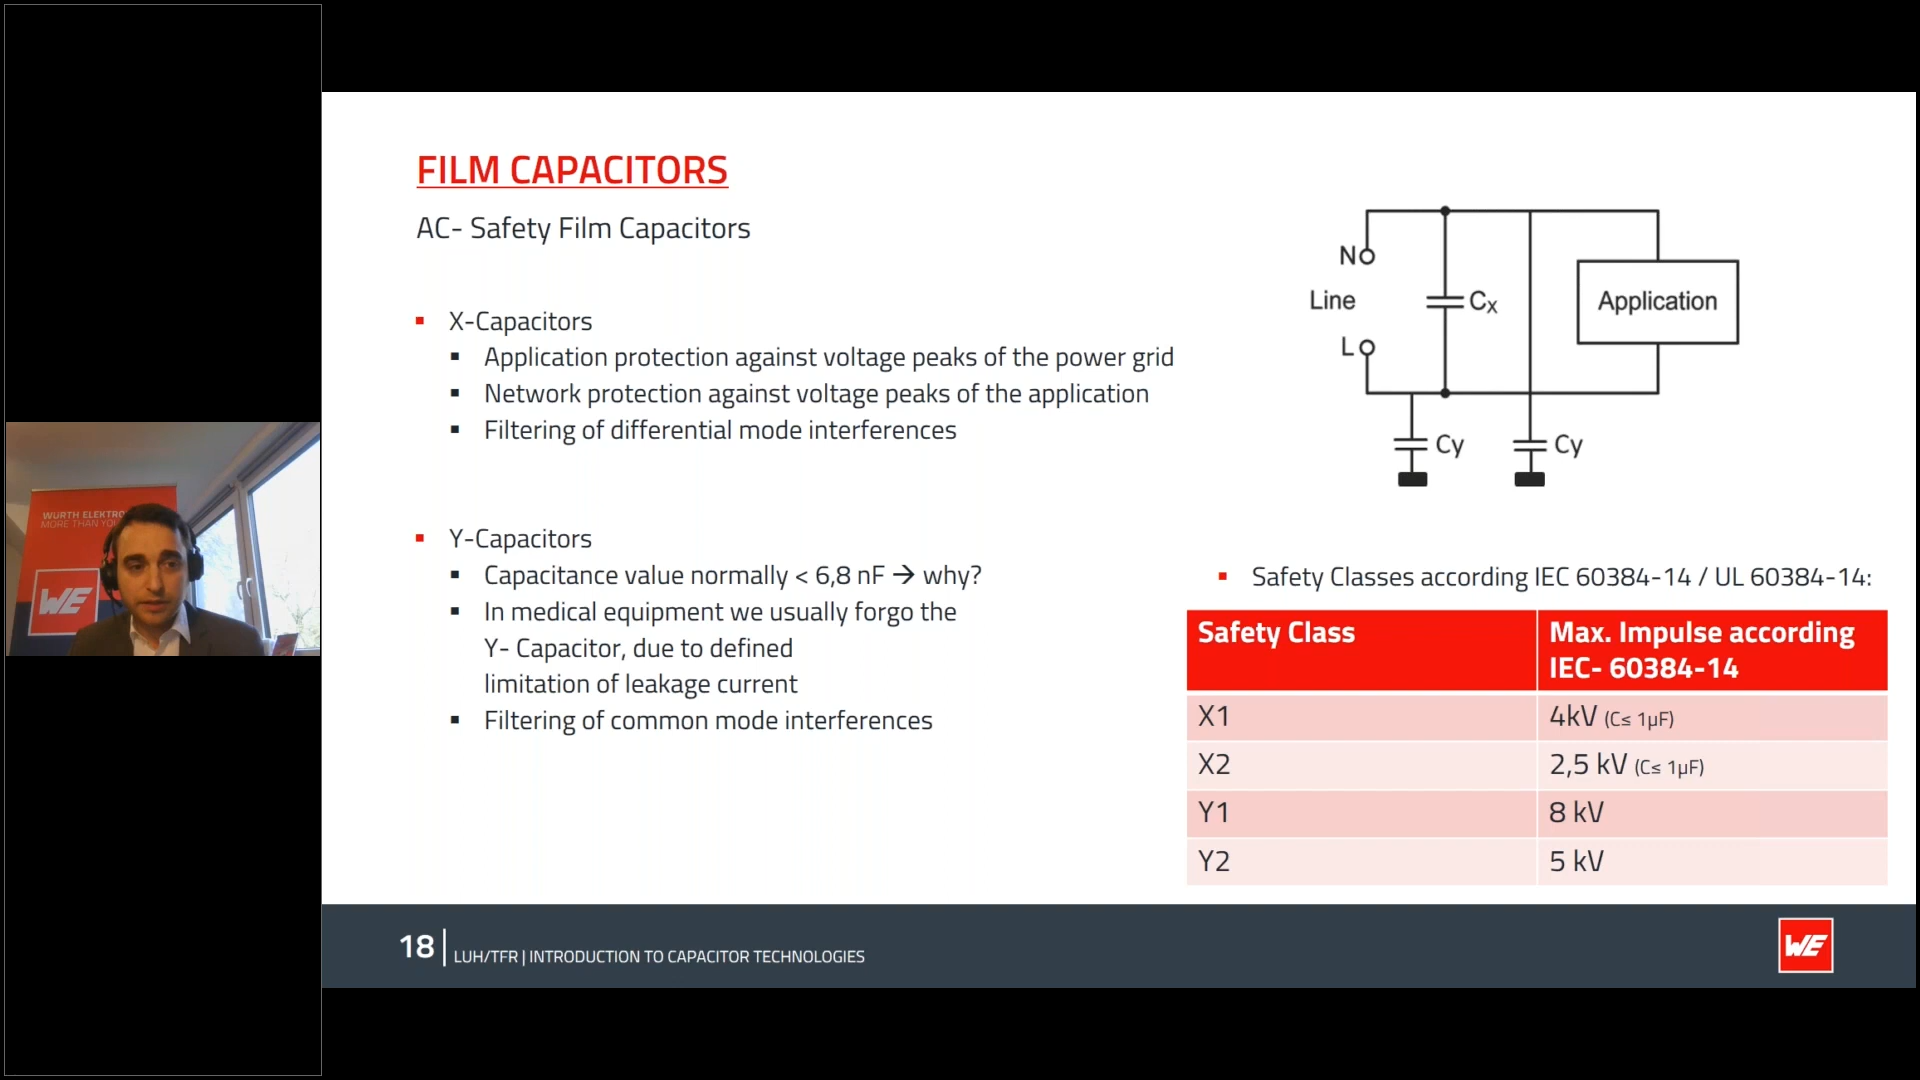 FILM CAPACITORS
AC- Safety Film Capacitors
X-Capacitors
Application protection against voltage peaks of the power grid
Network protection against voltage peaks of the application
Filtering of differential mode interferences
Y-Capacitors
Capacitance value normally < 6,8 nF → why?
In medical equipment we usually forgo the
Y- Capacitor, due to defined
limitation of leakage current
Filtering of common mode interferences
N
Line
L
Cx
Application
Cy
Cy
Safety Classes according IEC 60384-14 / UL 60384-14:
Safety Class
Max. Impulse according
IEC- 60384-14
X1
4kV (C≤ 1µF)
X2
2,5 kV (C≤ 1µF)
Y1
8 kV
Y2
5 kV
18
LUH/TFR | INTRODUCTION TO CAPACITOR TECHNOLOGIES
WE
WÜRTH ELEKTRO
MORE THAN YO
WE